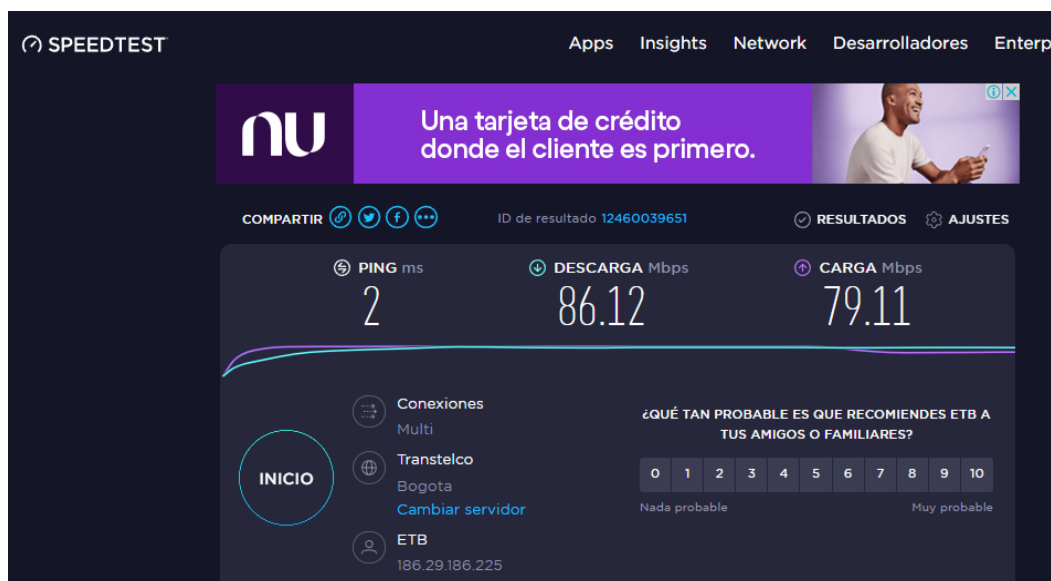 SPEEDTEST
Apps Insights Network Desarrolladores Enterp
nu
Una tarjeta de crédito
donde el cliente es primero.
COMPARTIR
ID de resultado 12460039651
RESULTADOS
AJUSTES
PING ms
2
DESCARGA Mbps
86.12
CARGA Mbps
79.11
INICIO
Conexiones
Multi
Transtelco
Bogota
Cambiar servidor
ETB
186.29.186.225
¿QUÉ TAN PROBABLE ES QUE RECOMIENDES ETB A
TUS AMIGOS O FAMILIARES?
0 1 2 3 4 5 6 7 8 9 10
Nada probable
Muy probable